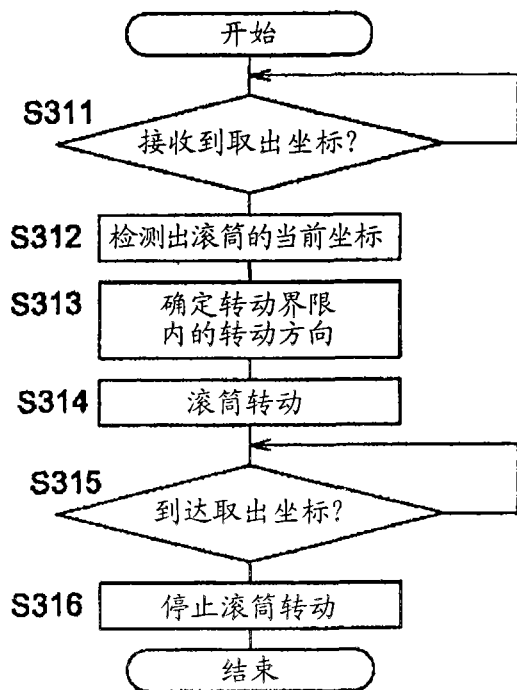 开始
S311
接收到取出坐标?
S312
检测出滚筒的当前坐标
S313
确定转动界限
内的转动方向
S314
滚筒转动
S315
到达取出坐标?
S316
停止滚筒转动
结束